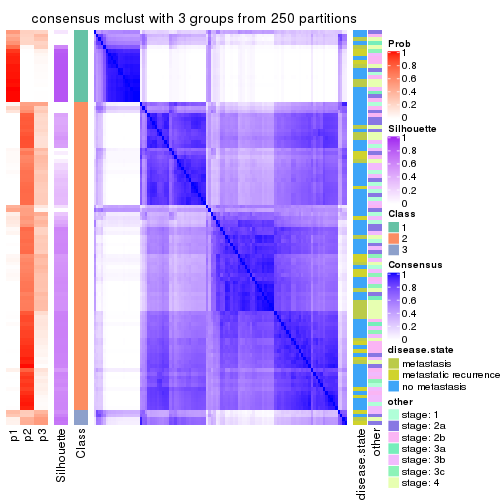 consensus mclust with 3 groups from 250 partitions
p1
p2
p3
Silhouette
Class
disease.state
other
Prob
1
0.8
0.6
0.4
0.2
0
Silhouette
1
0.8
0.6
0.4
0.2
0
Class
1
2
3
Consensus
1
0.8
0.6
0.4
0.2
0
disease.state
metastasis
metastatic recurrence
no metastasis
other
stage: 1
stage: 2a
stage: 2b
stage: 3a
stage: 3b
stage: 3c
stage: 4